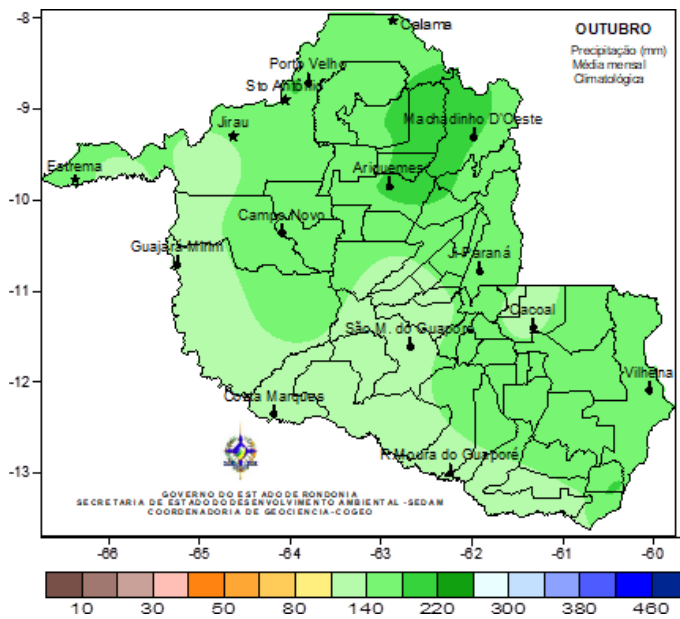 OUTUBRO
Precipitação (mm)
Média mensal
Climatológica
Calama
Porto Velho
Sto Antônio
Machadinho D'Oeste
Jirau
Ariquemes
Extrema
Campo Novo
Guajará-Mirim
Ji-Paraná
Cacoal
São M. do Guaporé
Vilhena
Costa Marques
R.Moura do Guaporé
GOVERNO DO ESTADO DE RONDONIA
SECRETARIA DE ESTADO DO DESENVOLVIMENTO AMBIENTAL -SEDAM
COORDENADORIA DE GEOCIENCIA-COGEO
-8
-9
-10
-11
-12
-13
-66 -65 -64 -63 -62 -61 -60
10 30 50 80 140 220 300 380 460